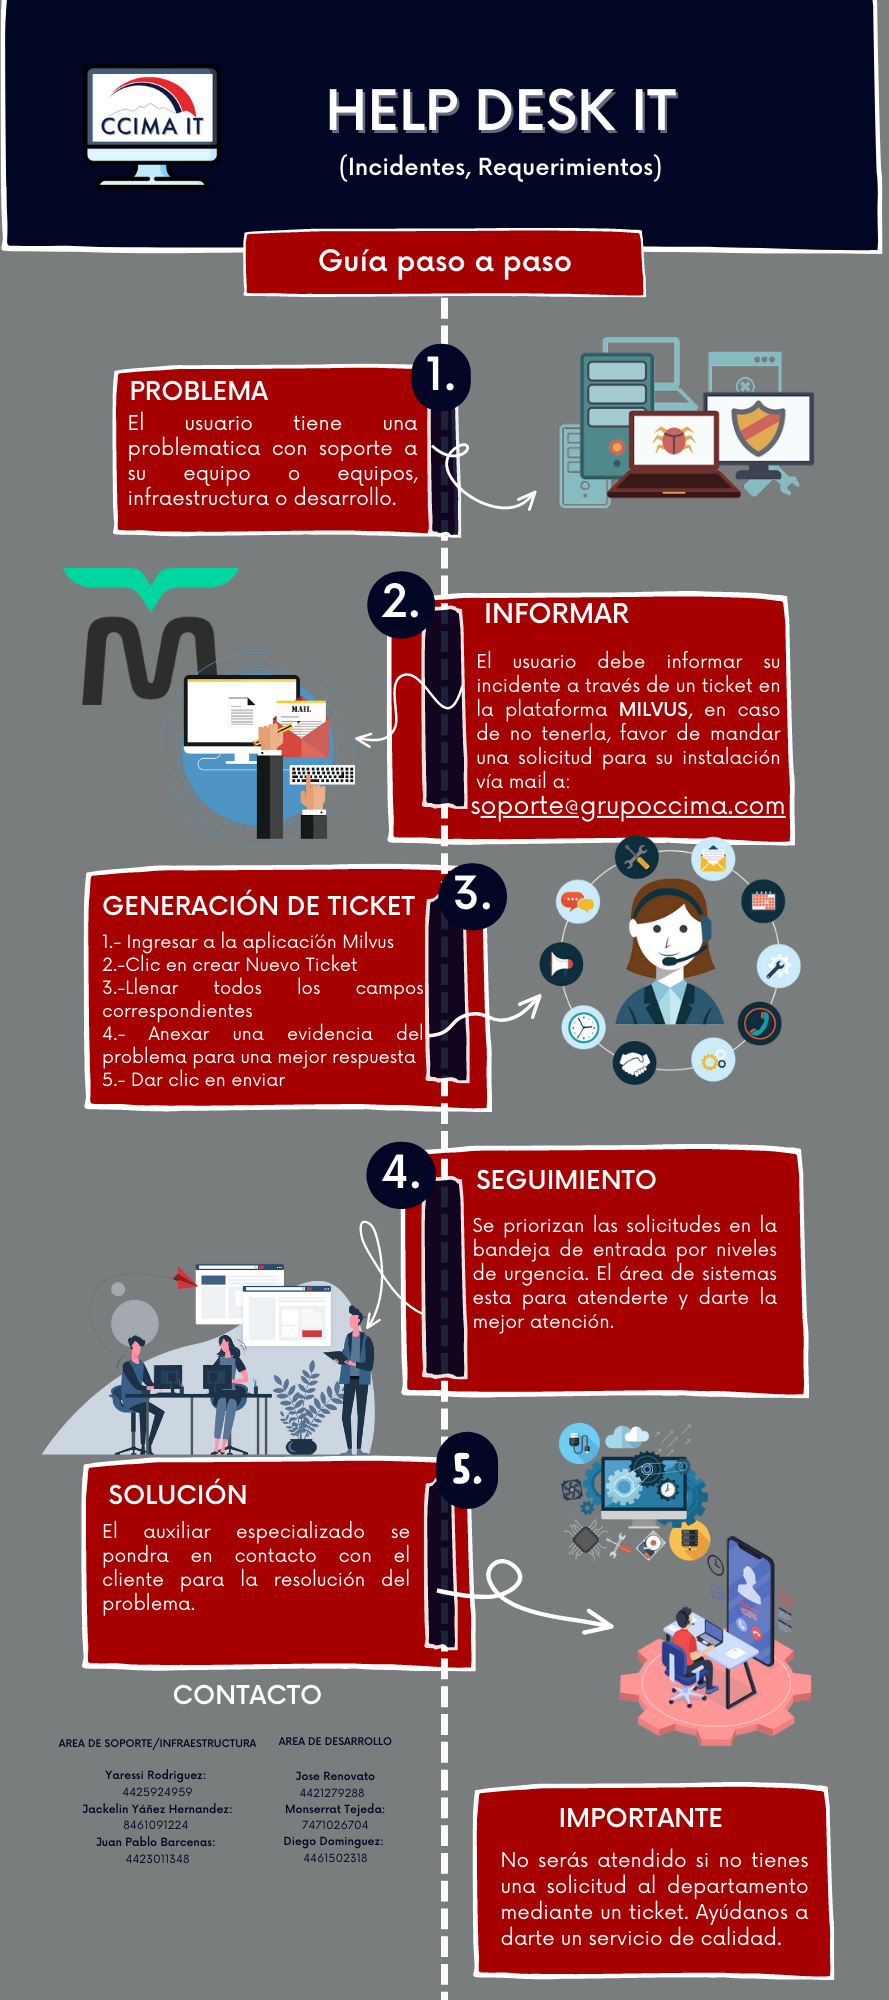 CCIMA IT
HELP DESK IT
(Incidentes, Requerimientos)
Guía paso a paso
1.
PROBLEMA
El usuario tiene una
problematica con soporte a
su equipo o equipos,
infraestructura o desarrollo.
2.
INFORMAR
El usuario debe informar su
incidente a través de un ticket en
la plataforma MILVUS, en caso
de no tenerla, favor de mandar
una solicitud para su instalación
vía mail a:
soporte@grupoccima.com
MAIL
3.
GENERACIÓN DE TICKET
1.- Ingresar a la aplicación Milvus
2.-Clic en crear Nuevo Ticket
3.-Llenar todos los campos
correspondientes
4.- Anexar una evidencia del
problema para una mejor respuesta
5.- Dar clic en enviar
4.
SEGUIMIENTO
Se priorizan las solicitudes en la
bandeja de entrada por niveles
de urgencia. El área de sistemas
esta para atenderte y darte la
mejor atención.
5.
SOLUCIÓN
El auxiliar especializado se
pondra en contacto con el
cliente para la resolución del
problema.
CONTACTO
AREA DE SOPORTE/INFRAESTRUCTURA
Yaressi Rodriguez:
4425924959
Jackelin Yáñez Hernandez:
8461091224
Juan Pablo Barcenas:
4423011348
AREA DE DESARROLLO
Jose Renovato
4421279288
Monserrat Tejeda:
7471026704
Diego Dominguez:
4461502318
IMPORTANTE
No serás atendido si no tienes
una solicitud al departamento
mediante un ticket. Ayúdanos a
darte un servicio de calidad.